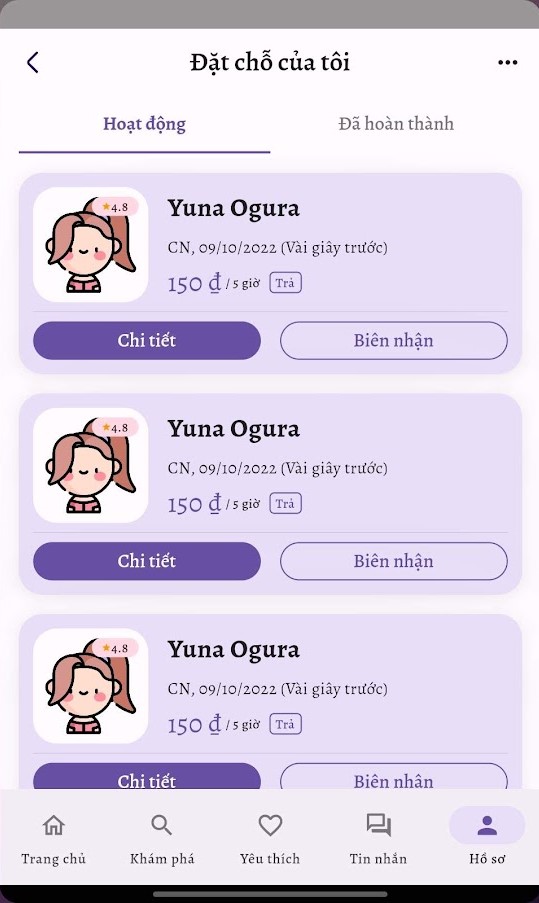 Đặt chỗ của tôi
Hoạt động
Đã hoàn thành
4.8
Yuna Ogura
CN, 09/10/2022 (Vài giây trước)
150 ₫ / 5 giờ Trả
Chi tiết
Biên nhận
4.8
Yuna Ogura
CN, 09/10/2022 (Vài giây trước)
150 ₫ / 5 giờ Trả
Chi tiết
Biên nhận
4.8
Yuna Ogura
CN, 09/10/2022 (Vài giây trước)
150 ₫ / 5 giờ Trả
Chi tiết
Biên nhận
Trang chủ
Khám phá
Yêu thích
Tin nhắn
Hồ sơ